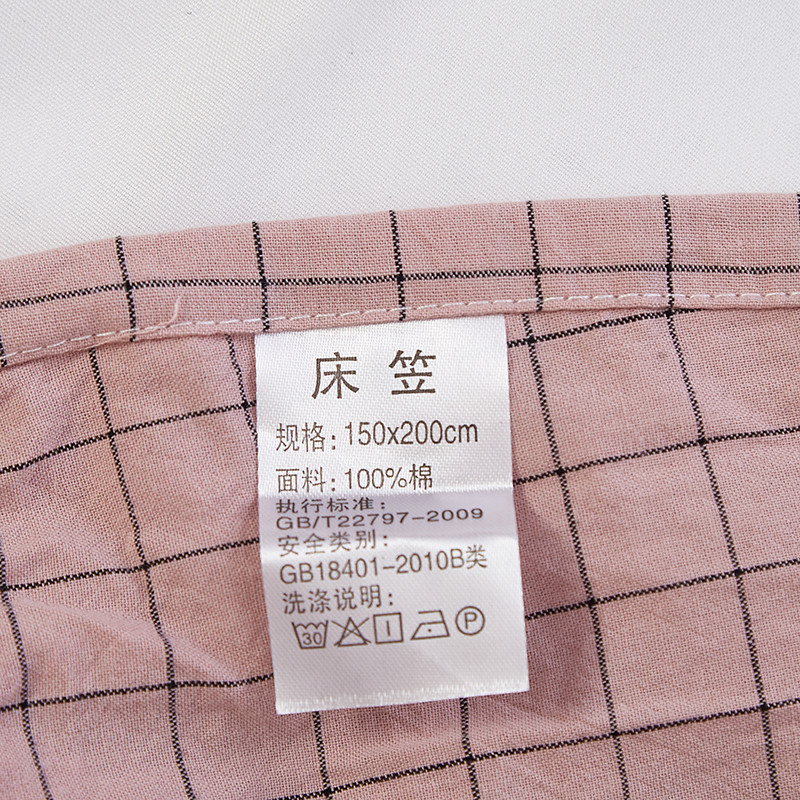 床笠
规格: 150x200cm
面料: 100%棉
执行标准:
GB/T22797-2009
安全类别:
GB18401-2010B类
洗涤说明:
30 P